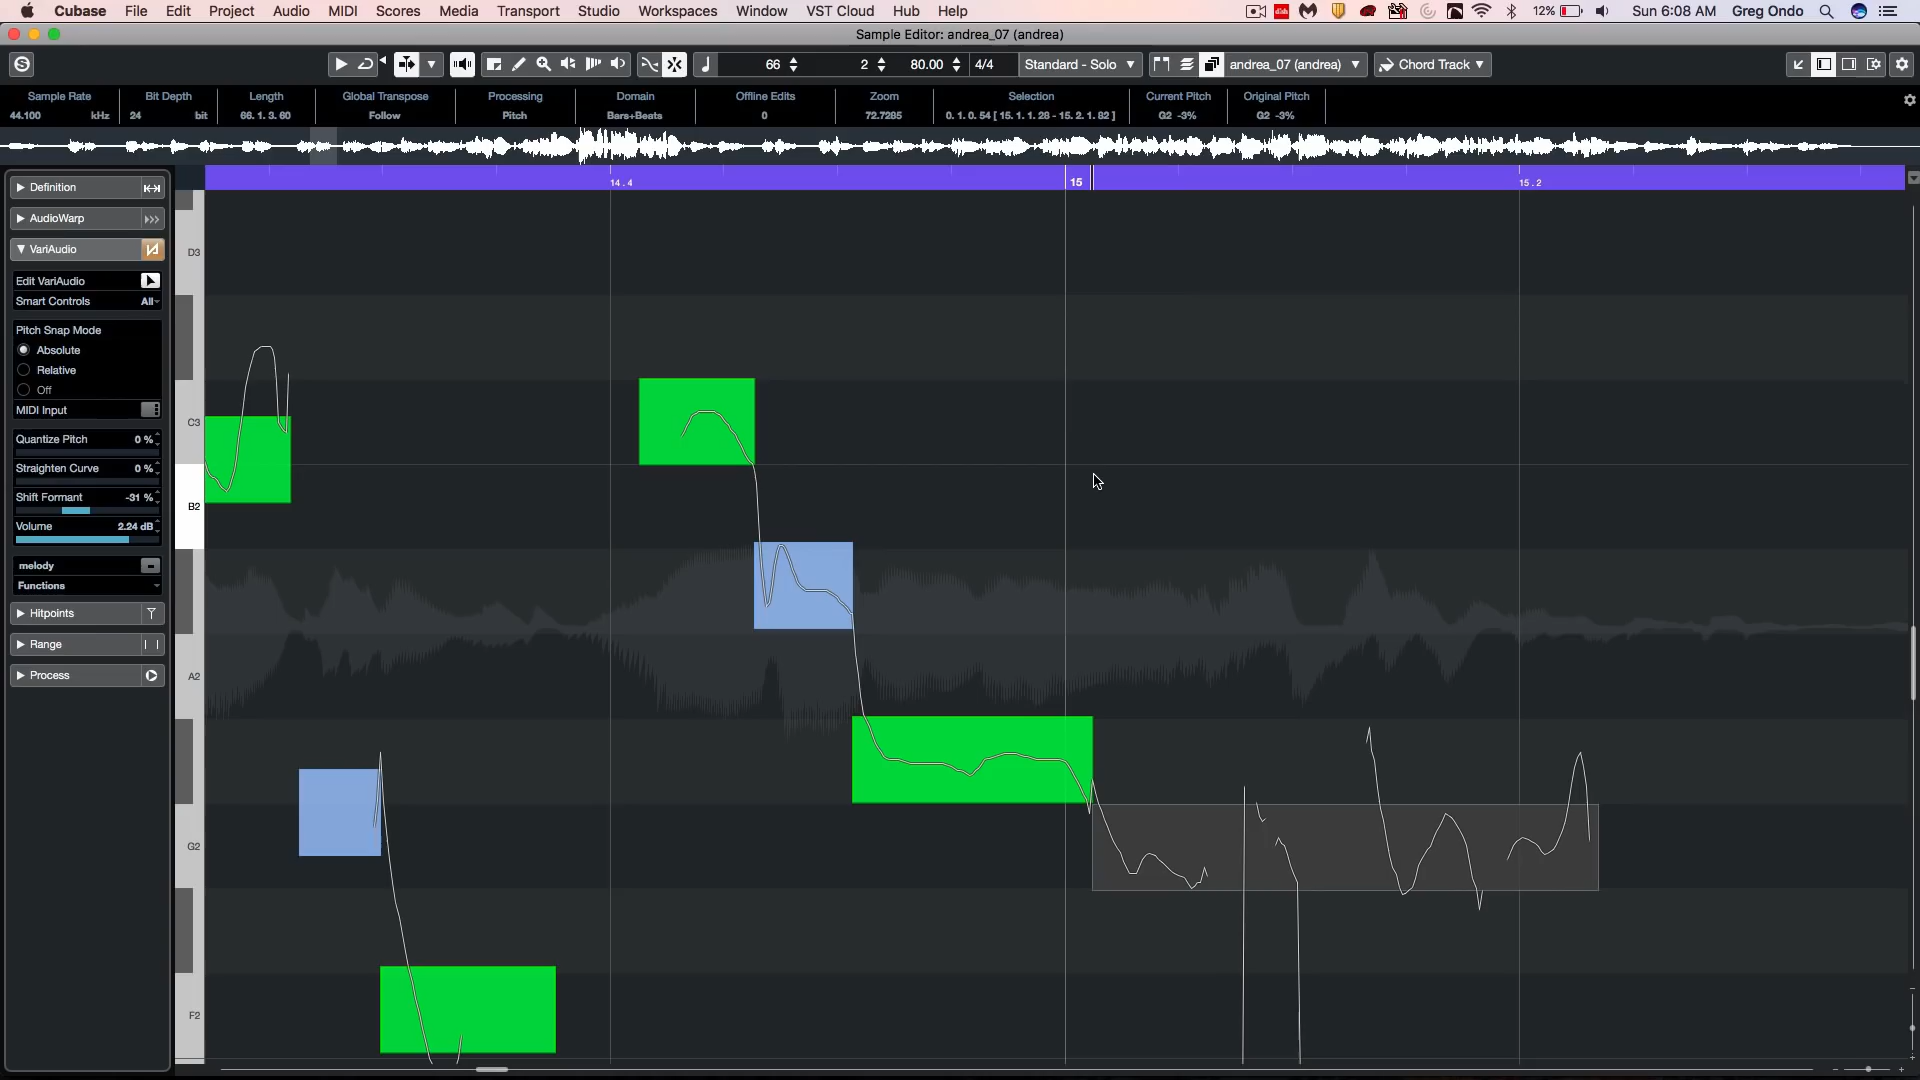 Cubase File Edit Project Audio MIDI Scores Media Transport Studio Workspaces Window VST Cloud Hub Help 12% Sun 6:08 AM Greg Ondo
Sample Editor: andrea_07 (andrea)
66 2 80.00 4/4 Standard - Solo andrea_07 (andrea) Chord Track
Sample Rate Bit Depth Length Global Transpose Processing Domain Offline Edits Zoom Selection Current Pitch Original Pitch
44.100 kHz 24 bit 66. 1. 3. 60 Follow Pitch Bars+Beats 0 72.7285 0. 1. 0. 54 [ 15. 1. 1. 28 - 15. 2. 1. 82 ] G2 -3% G2 -3%
14.4 15 15.2
Definition
AudioWarp
VariAudio
Edit VariAudio
Smart Controls All
Pitch Snap Mode
Absolute
Relative
Off
MIDI Input
Quantize Pitch 0 %
Straighten Curve 0 %
Shift Formant -31 %
Volume 2.24 dB
melody
Functions
Hitpoints
Range
Process
D3
C3
B2
A2
G2
F2